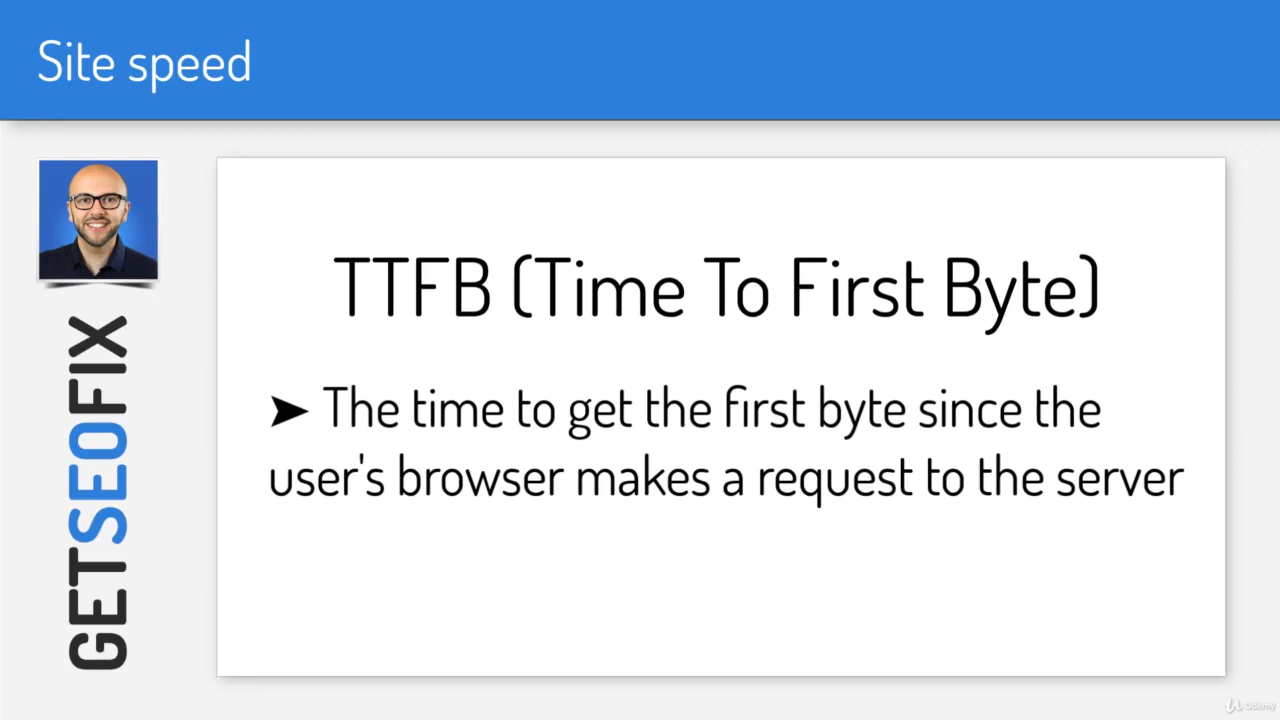 Site speed
GETSEOFIX
TTFB (Time To First Byte)
➤ The time to get the first byte since the
user's browser makes a request to the server
Udemy